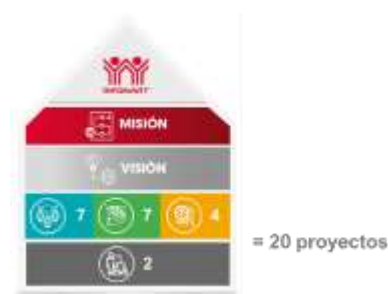 INFONAVIT
MISIÓN
VISIÓN
7 7 4
2
= 20 proyectos